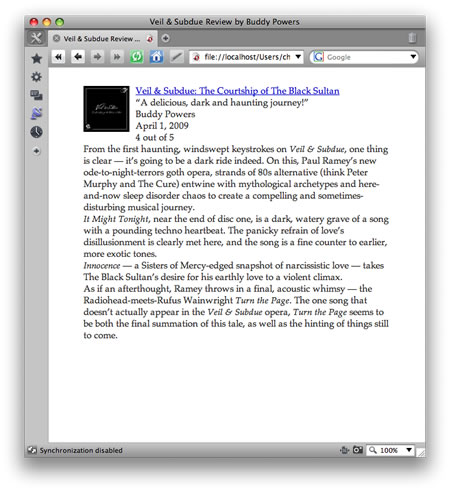 Veil & Subdue Review by Buddy Powers
Veil & Subdue Review ...
file://localhost/Users/ch
Google
Veil & Subdue: The Courtship of The Black Sultan
“A delicious, dark and haunting journey!”
Buddy Powers
April 1, 2009
4 out of 5
From the first haunting, windswept keystrokes on Veil & Subdue, one thing
is clear — it’s going to be a dark ride indeed. On this, Paul Ramey’s new
ode-to-night-terrors goth opera, strands of 80s alternative (think Peter
Murphy and The Cure) entwine with mythological archetypes and here-
and-now sleep disorder chaos to create a compelling and sometimes-
disturbing musical journey.
It Might Tonight, near the end of disc one, is a dark, watery grave of a song
with a pounding techno heartbeat. The panicky refrain of love’s
disillusionment is clearly met here, and the song is a fine counter to earlier,
more exotic tones.
Innocence — a Sisters of Mercy-edged snapshot of narcissistic love — takes
The Black Sultan’s desire for his earthly love to a violent climax.
As if an afterthought, Ramey throws in a final, acoustic whimsy — the
Radiohead-meets-Rufus Wainwright Turn the Page. The one song that
doesn’t actually appear in the Veil & Subdue opera, Turn the Page seems to
be both the final summation of this tale, as well as the hinting of things still
to come.
Synchronization disabled
100%